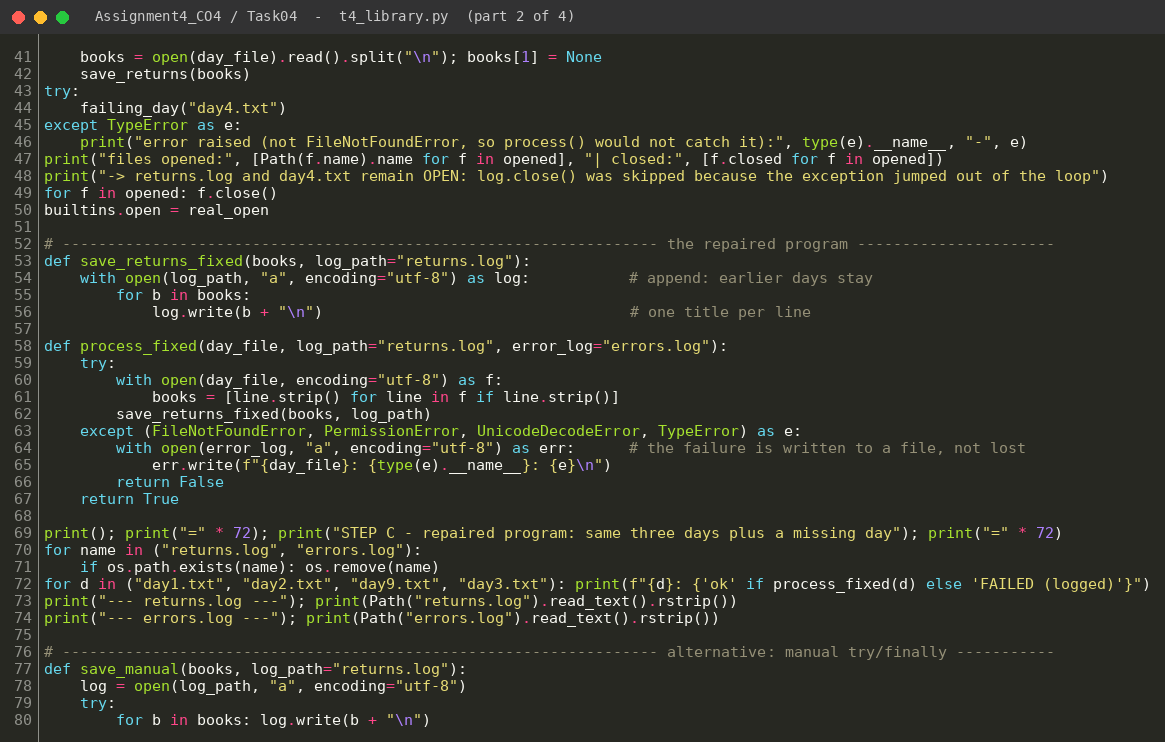 Assignment4_CO4 / Task04  -  t4_library.py  (part 2 of 4)
41     books = open(day_file).read().split("\n"); books[1] = None
42     save_returns(books)
43 try:
44     failing_day("day4.txt")
45 except TypeError as e:
46     print("error raised (not FileNotFoundError, so process() would not catch it):", type(e).__name__, "-", e)
47 print("files opened:", [Path(f.name).name for f in opened], "| closed:", [f.closed for f in opened])
48 print("-> returns.log and day4.txt remain OPEN: log.close() was skipped because the exception jumped out of the loop")
49 for f in opened: f.close()
50 builtins.open = real_open
51
52 # ------------------------------------------------------------------ the repaired program ----------------------
53 def save_returns_fixed(books, log_path="returns.log"):
54     with open(log_path, "a", encoding="utf-8") as log:           # append: earlier days stay
55         for b in books:
56             log.write(b + "\n")                                  # one title per line
57
58 def process_fixed(day_file, log_path="returns.log", error_log="errors.log"):
59     try:
60         with open(day_file, encoding="utf-8") as f:
61             books = [line.strip() for line in f if line.strip()]
62         save_returns_fixed(books, log_path)
63     except (FileNotFoundError, PermissionError, UnicodeDecodeError, TypeError) as e:
64         with open(error_log, "a", encoding="utf-8") as err:      # the failure is written to a file, not lost
65             err.write(f"{day_file}: {type(e).__name__}: {e}\n")
66         return False
67     return True
68
69 print(); print("=" * 72); print("STEP C - repaired program: same three days plus a missing day"); print("=" * 72)
70 for name in ("returns.log", "errors.log"):
71     if os.path.exists(name): os.remove(name)
72 for d in ("day1.txt", "day2.txt", "day9.txt", "day3.txt"): print(f"{d}: {'ok' if process_fixed(d) else 'FAILED (logged)'}")
73 print("--- returns.log ---"); print(Path("returns.log").read_text().rstrip())
74 print("--- errors.log ---"); print(Path("errors.log").read_text().rstrip())
75
76 # ------------------------------------------------------------------ alternative: manual try/finally -----------
77 def save_manual(books, log_path="returns.log"):
78     log = open(log_path, "a", encoding="utf-8")
79     try:
80         for b in books: log.write(b + "\n")